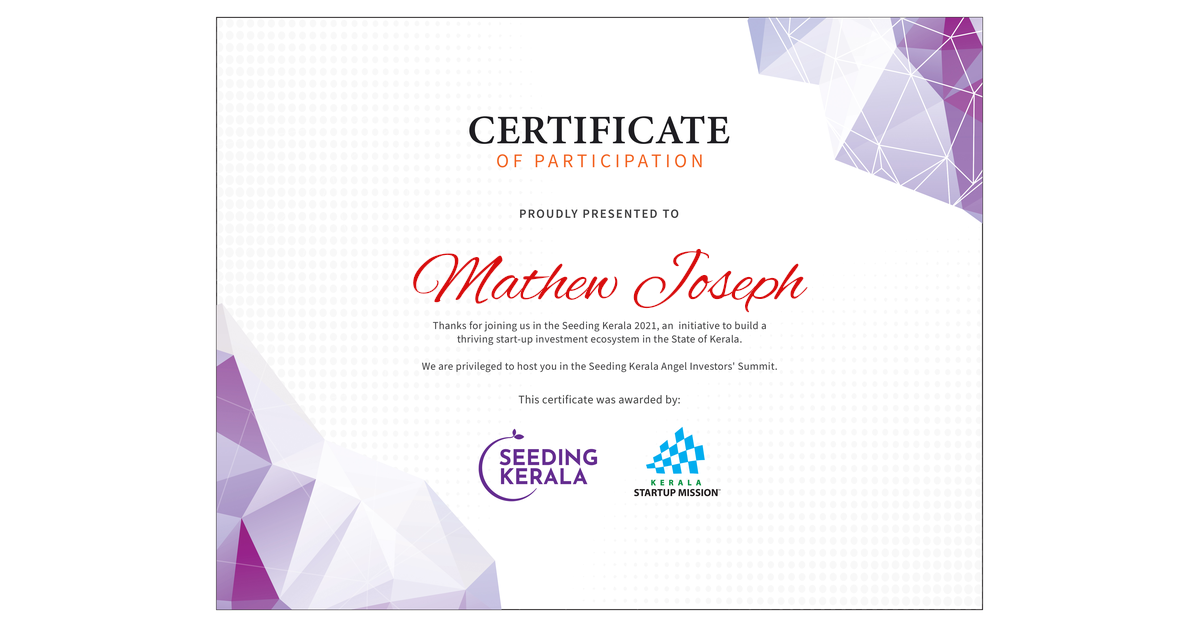 CERTIFICATE
OF PARTICIPATION
PROUDLY PRESENTED TO
Mathew Joseph
Thanks for joining us in the Seeding Kerala 2021, an initiative to build a
thriving start-up investment ecosystem in the State of Kerala.
We are privileged to host you in the Seeding Kerala Angel Investors' Summit.
This certificate was awarded by:
SEEDING
KERALA
KERALA
STARTUP MISSION